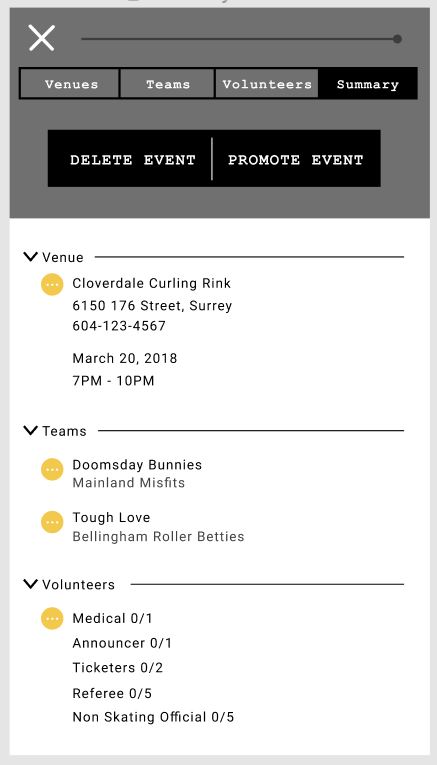 Venues Teams Volunteers Summary
DELETE EVENT PROMOTE EVENT
Venue
Cloverdale Curling Rink
6150 176 Street, Surrey
604-123-4567
March 20, 2018
7PM - 10PM
Teams
Doomsday Bunnies
Mainland Misfits
Tough Love
Bellingham Roller Betties
Volunteers
Medical 0/1
Announcer 0/1
Ticketers 0/2
Referee 0/5
Non Skating Official 0/5